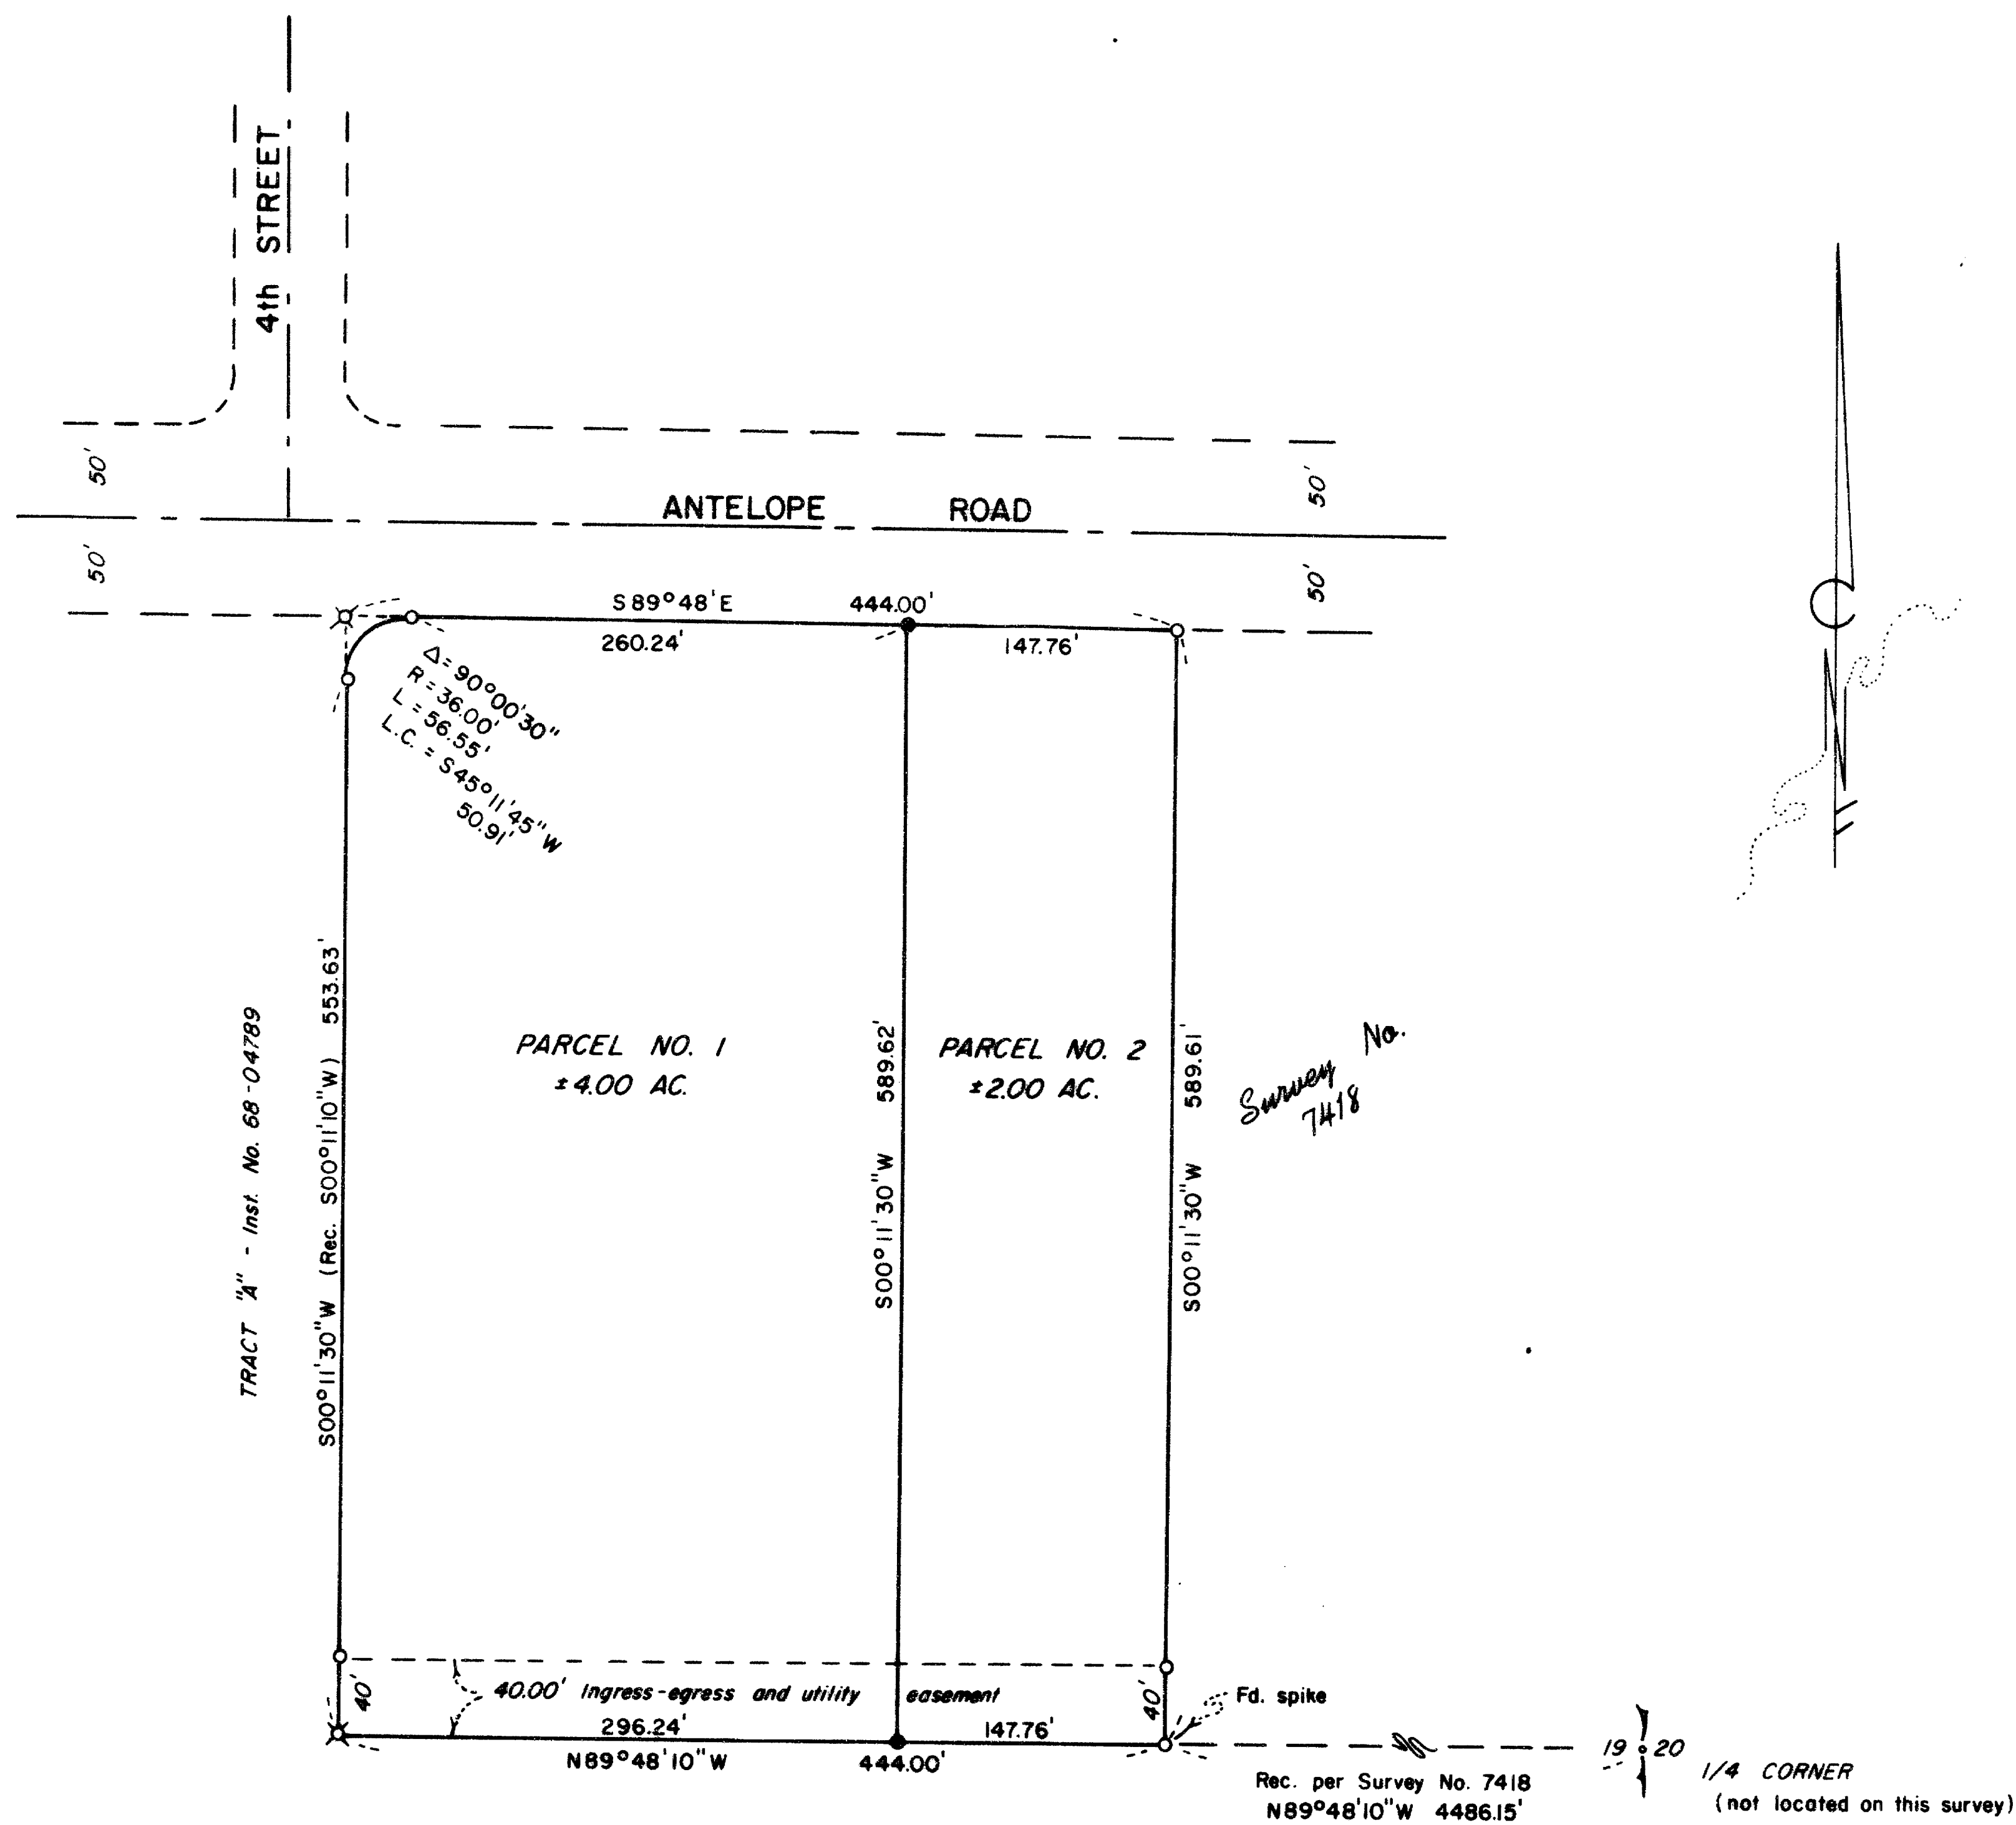 4th STREET
50'
50'
ANTELOPE ROAD
50'
50'
S89°48'E 444.00'
260.24' 147.76'
Δ= 90°00'30"
R = 36.00'
L = 56.55'
L.C. = S45°11'45"W
50.91'
N
TRACT "A" - Inst. No. 68-04789
S00°11'30"W (Rec. S00°11'10"W) 553.63'
PARCEL NO. 1
±4.00 AC.
S00°11'30"W 589.62'
PARCEL NO. 2
±2.00 AC.
S00°11'30"W 589.61'
Survey No.
7418
40'
40.00' Ingress-egress and utility easement
40'
Fd. spike
296.24' 147.76'
N89°48'10"W 444.00'
Rec. per Survey No. 7418
N89°48'10"W 4486.15'
19 20
1/4 CORNER
(not located on this survey)